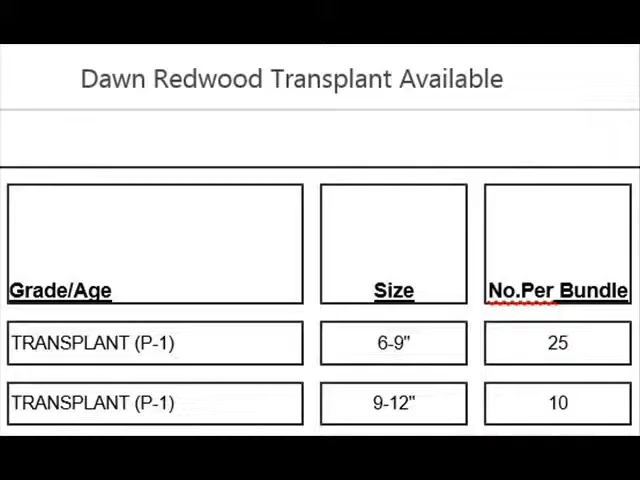 Dawn Redwood Transplant Available
Grade/Age Size No.Per Bundle
TRANSPLANT (P-1) 6-9" 25
TRANSPLANT (P-1) 9-12" 10